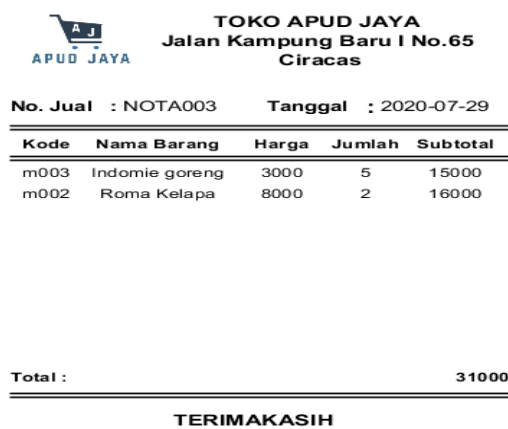 A J
APUD JAYA
TOKO APUD JAYA
Jalan Kampung Baru I No.65
Ciracas
No. Jual : NOTA003 Tanggal : 2020-07-29
Kode Nama Barang Harga Jumlah Subtotal
m003 Indomie goreng 3000 5 15000
m002 Roma Kelapa 8000 2 16000
Total : 31000
TERIMAKASIH